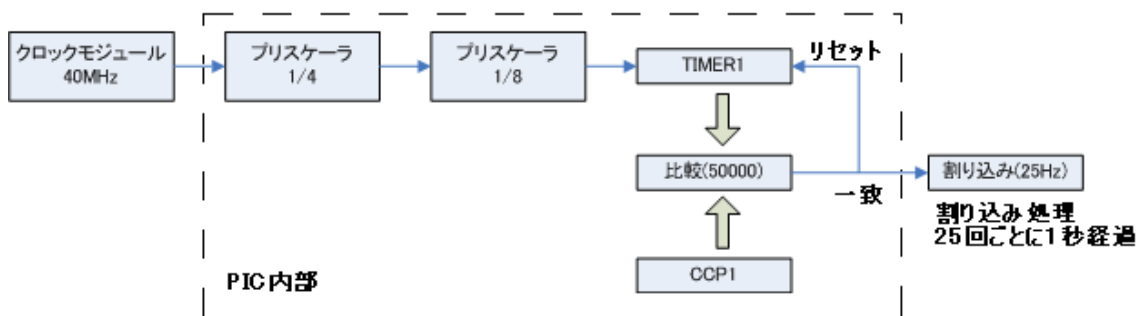 クロックモジュール
40MHz
プリスケーラ
1/4
プリスケーラ
1/8
TIMER1
リセット
比較(50000)
一致
割り込み(25Hz)
割り込み処理
25回ごとに1秒経過
CCP1
PIC内部